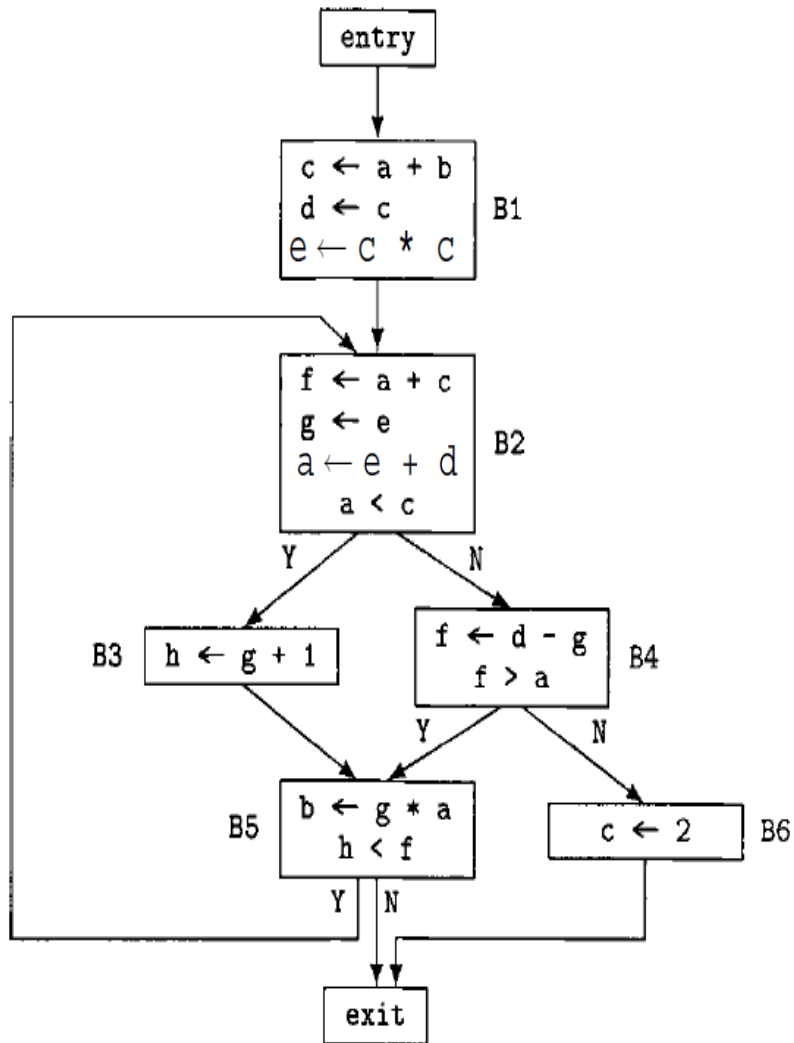 entry
c ← a + b
d ← c
e ← c * c
B1
f ← a + c
g ← e
a ← e + d
a < c
B2
Y
N
B3
h ← g + 1
f ← d - g
f > a
B4
Y
N
B5
b ← g * a
h < f
c ← 2
B6
Y
N
exit